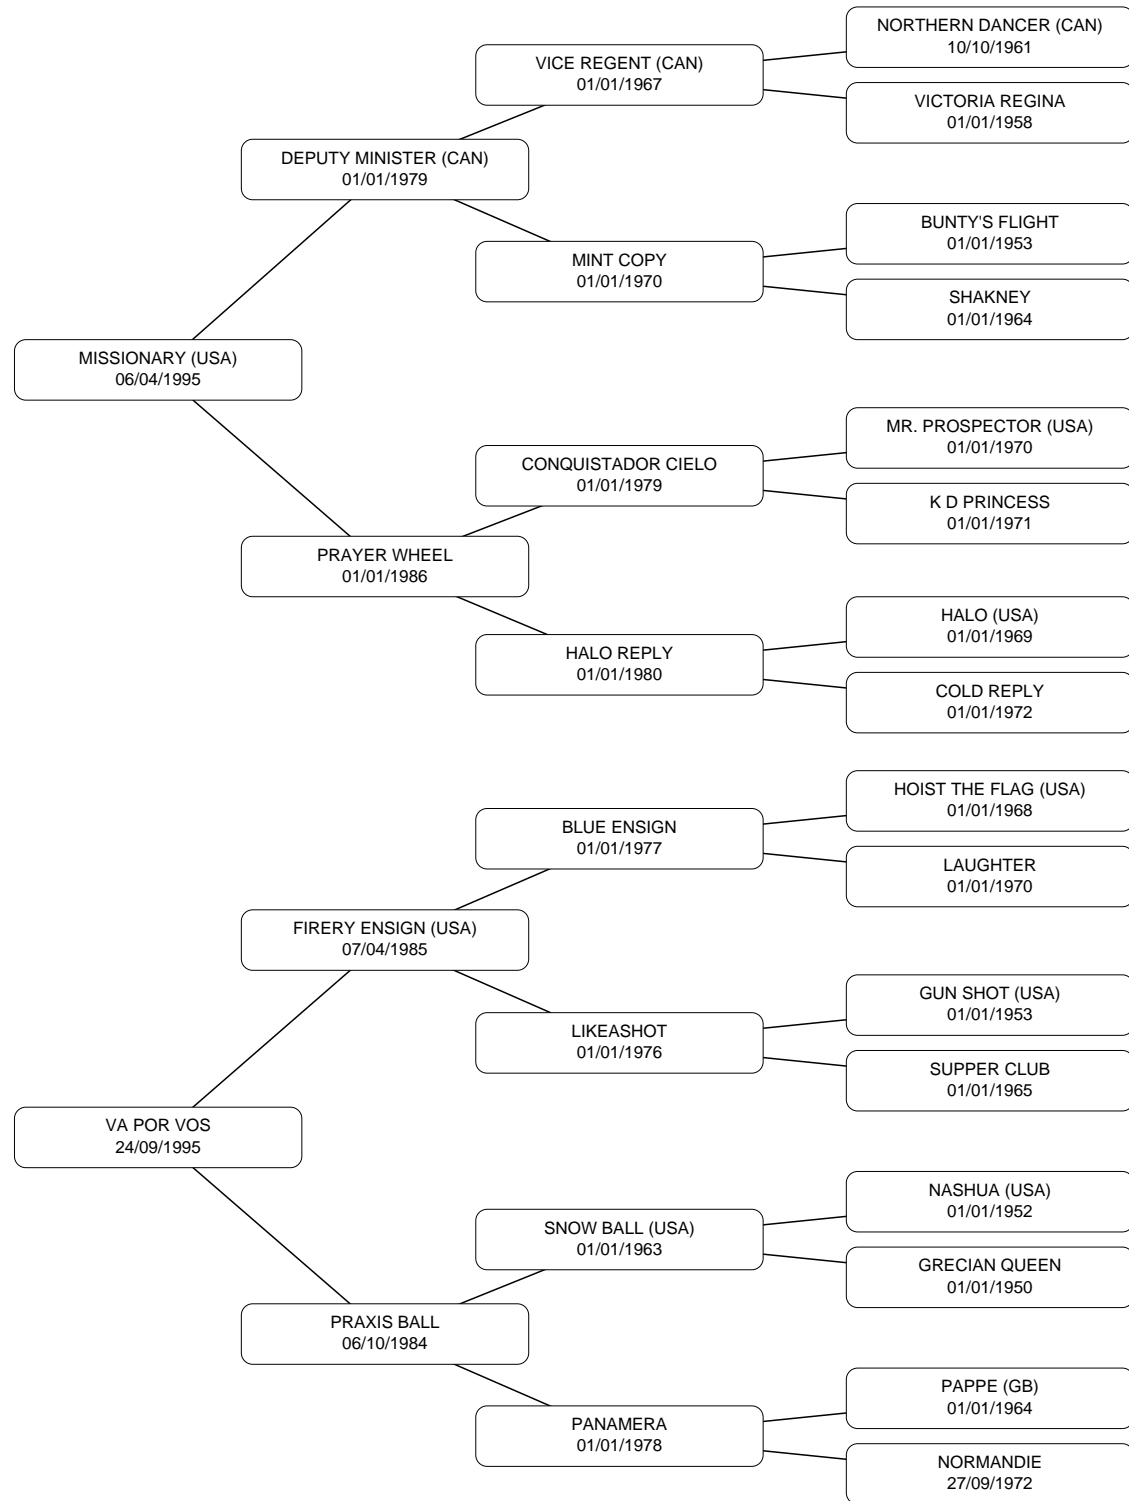 NORTHERN DANCER (CAN)
10/10/1961
VICE REGENT (CAN)
01/01/1967
VICTORIA REGINA
01/01/1958
DEPUTY MINISTER (CAN)
01/01/1979
BUNTY'S FLIGHT
01/01/1953
MINT COPY
01/01/1970
SHAKNEY
01/01/1964
MISSIONARY (USA)
06/04/1995
MR. PROSPECTOR (USA)
01/01/1970
CONQUISTADOR CIELO
01/01/1979
K D PRINCESS
01/01/1971
PRAYER WHEEL
01/01/1986
HALO (USA)
01/01/1969
HALO REPLY
01/01/1980
COLD REPLY
01/01/1972
HOIST THE FLAG (USA)
01/01/1968
BLUE ENSIGN
01/01/1977
LAUGHTER
01/01/1970
FIRERY ENSIGN (USA)
07/04/1985
GUN SHOT (USA)
01/01/1953
LIKEASHOT
01/01/1976
SUPPER CLUB
01/01/1965
VA POR VOS
24/09/1995
NASHUA (USA)
01/01/1952
SNOW BALL (USA)
01/01/1963
GRECIAN QUEEN
01/01/1950
PRAXIS BALL
06/10/1984
PAPPE (GB)
01/01/1964
PANAMERA
01/01/1978
NORMANDIE
27/09/1972